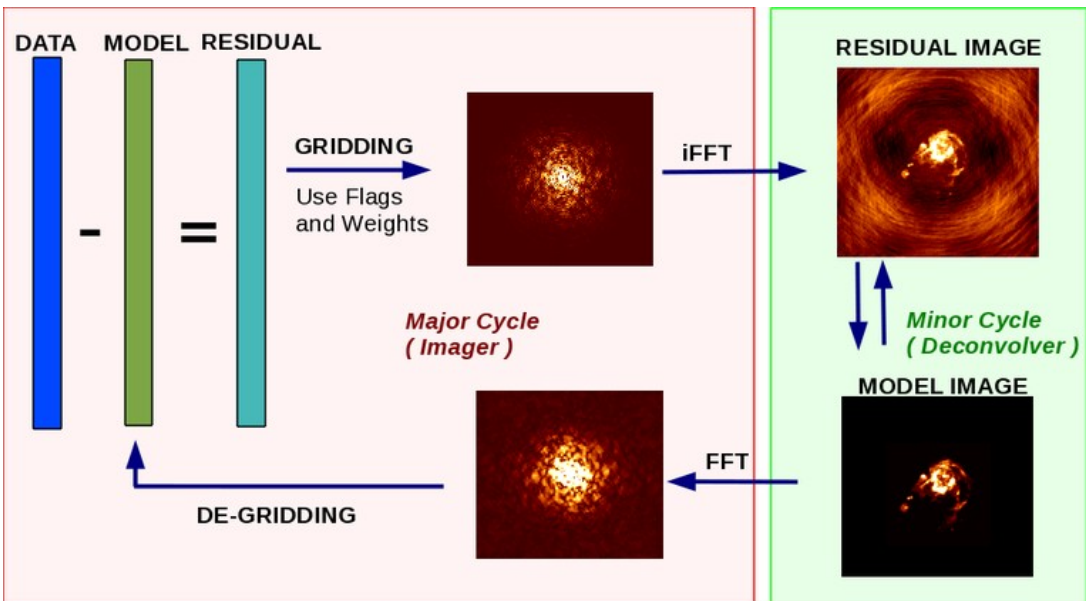 DATA MODEL RESIDUAL
- =
GRIDDING
Use Flags
and Weights
iFFT
RESIDUAL IMAGE
Major Cycle
( Imager )
Minor Cycle
( Deconvolver )
MODEL IMAGE
FFT
DE-GRIDDING